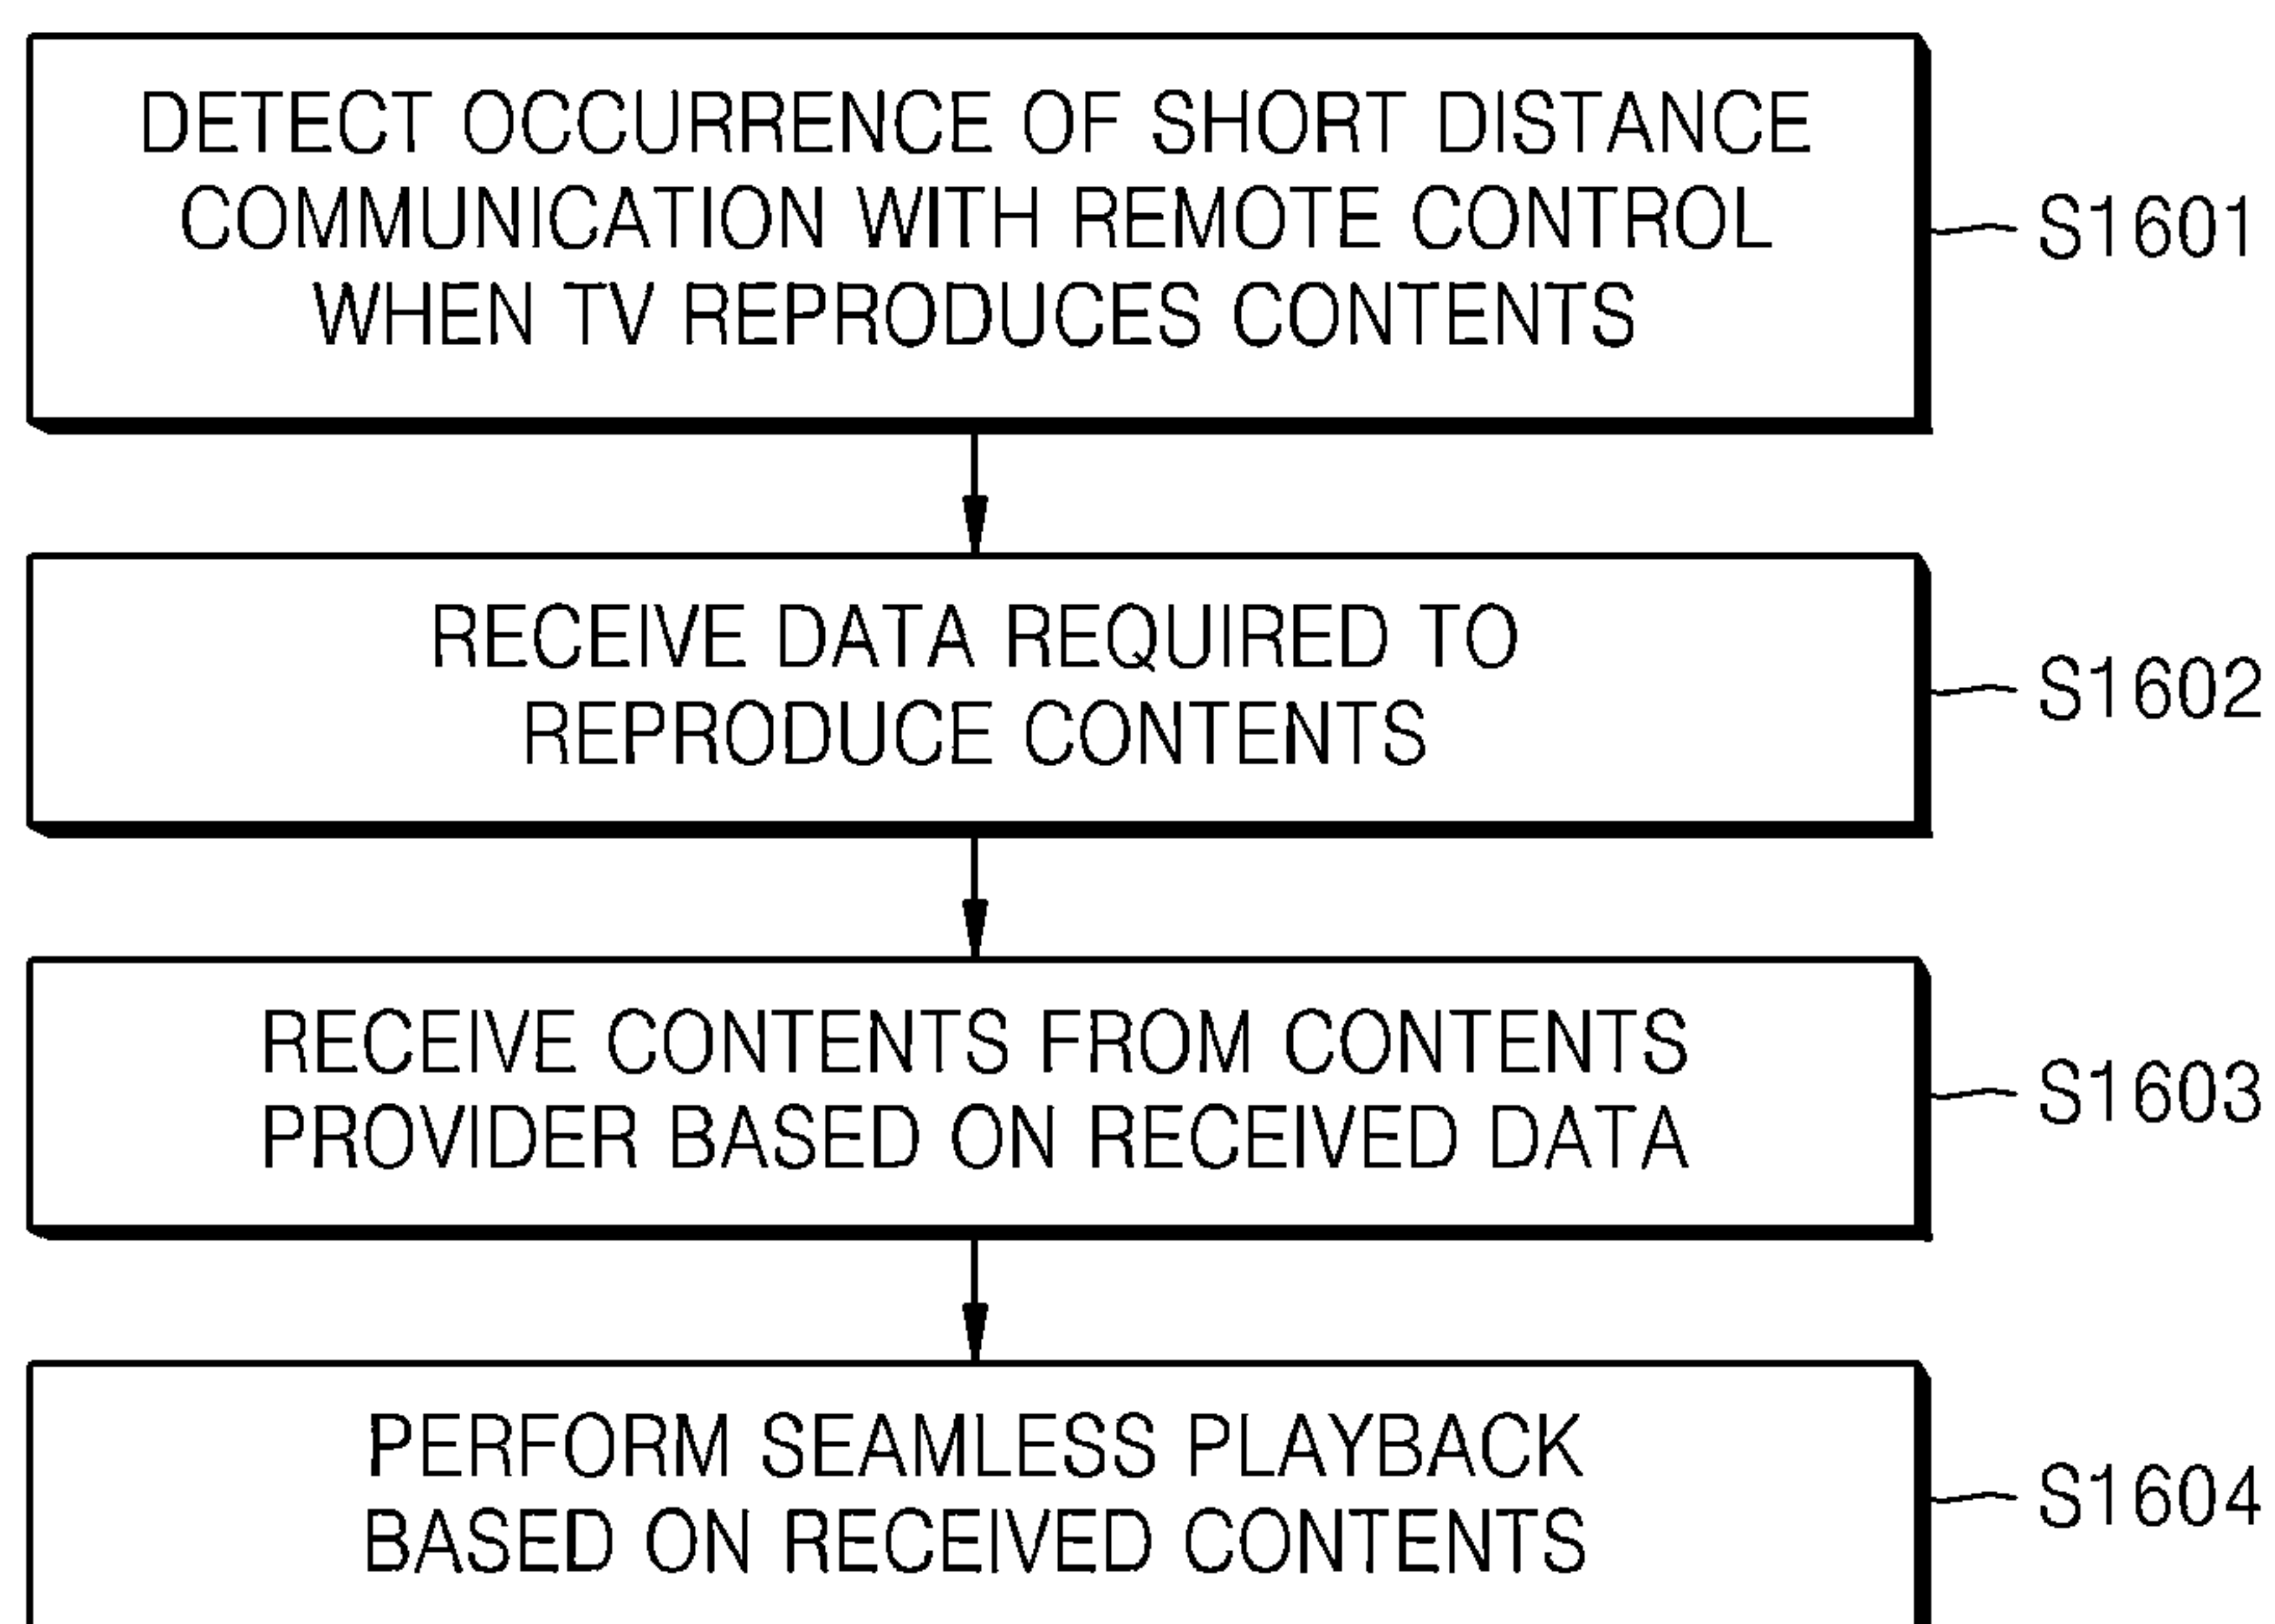 DETECT OCCURRENCE OF SHORT DISTANCE
COMMUNICATION WITH REMOTE CONTROL
WHEN TV REPRODUCES CONTENTS
S1601
RECEIVE DATA REQUIRED TO
REPRODUCE CONTENTS
S1602
RECEIVE CONTENTS FROM CONTENTS
PROVIDER BASED ON RECEIVED DATA
S1603
PERFORM SEAMLESS PLAYBACK
BASED ON RECEIVED CONTENTS
S1604